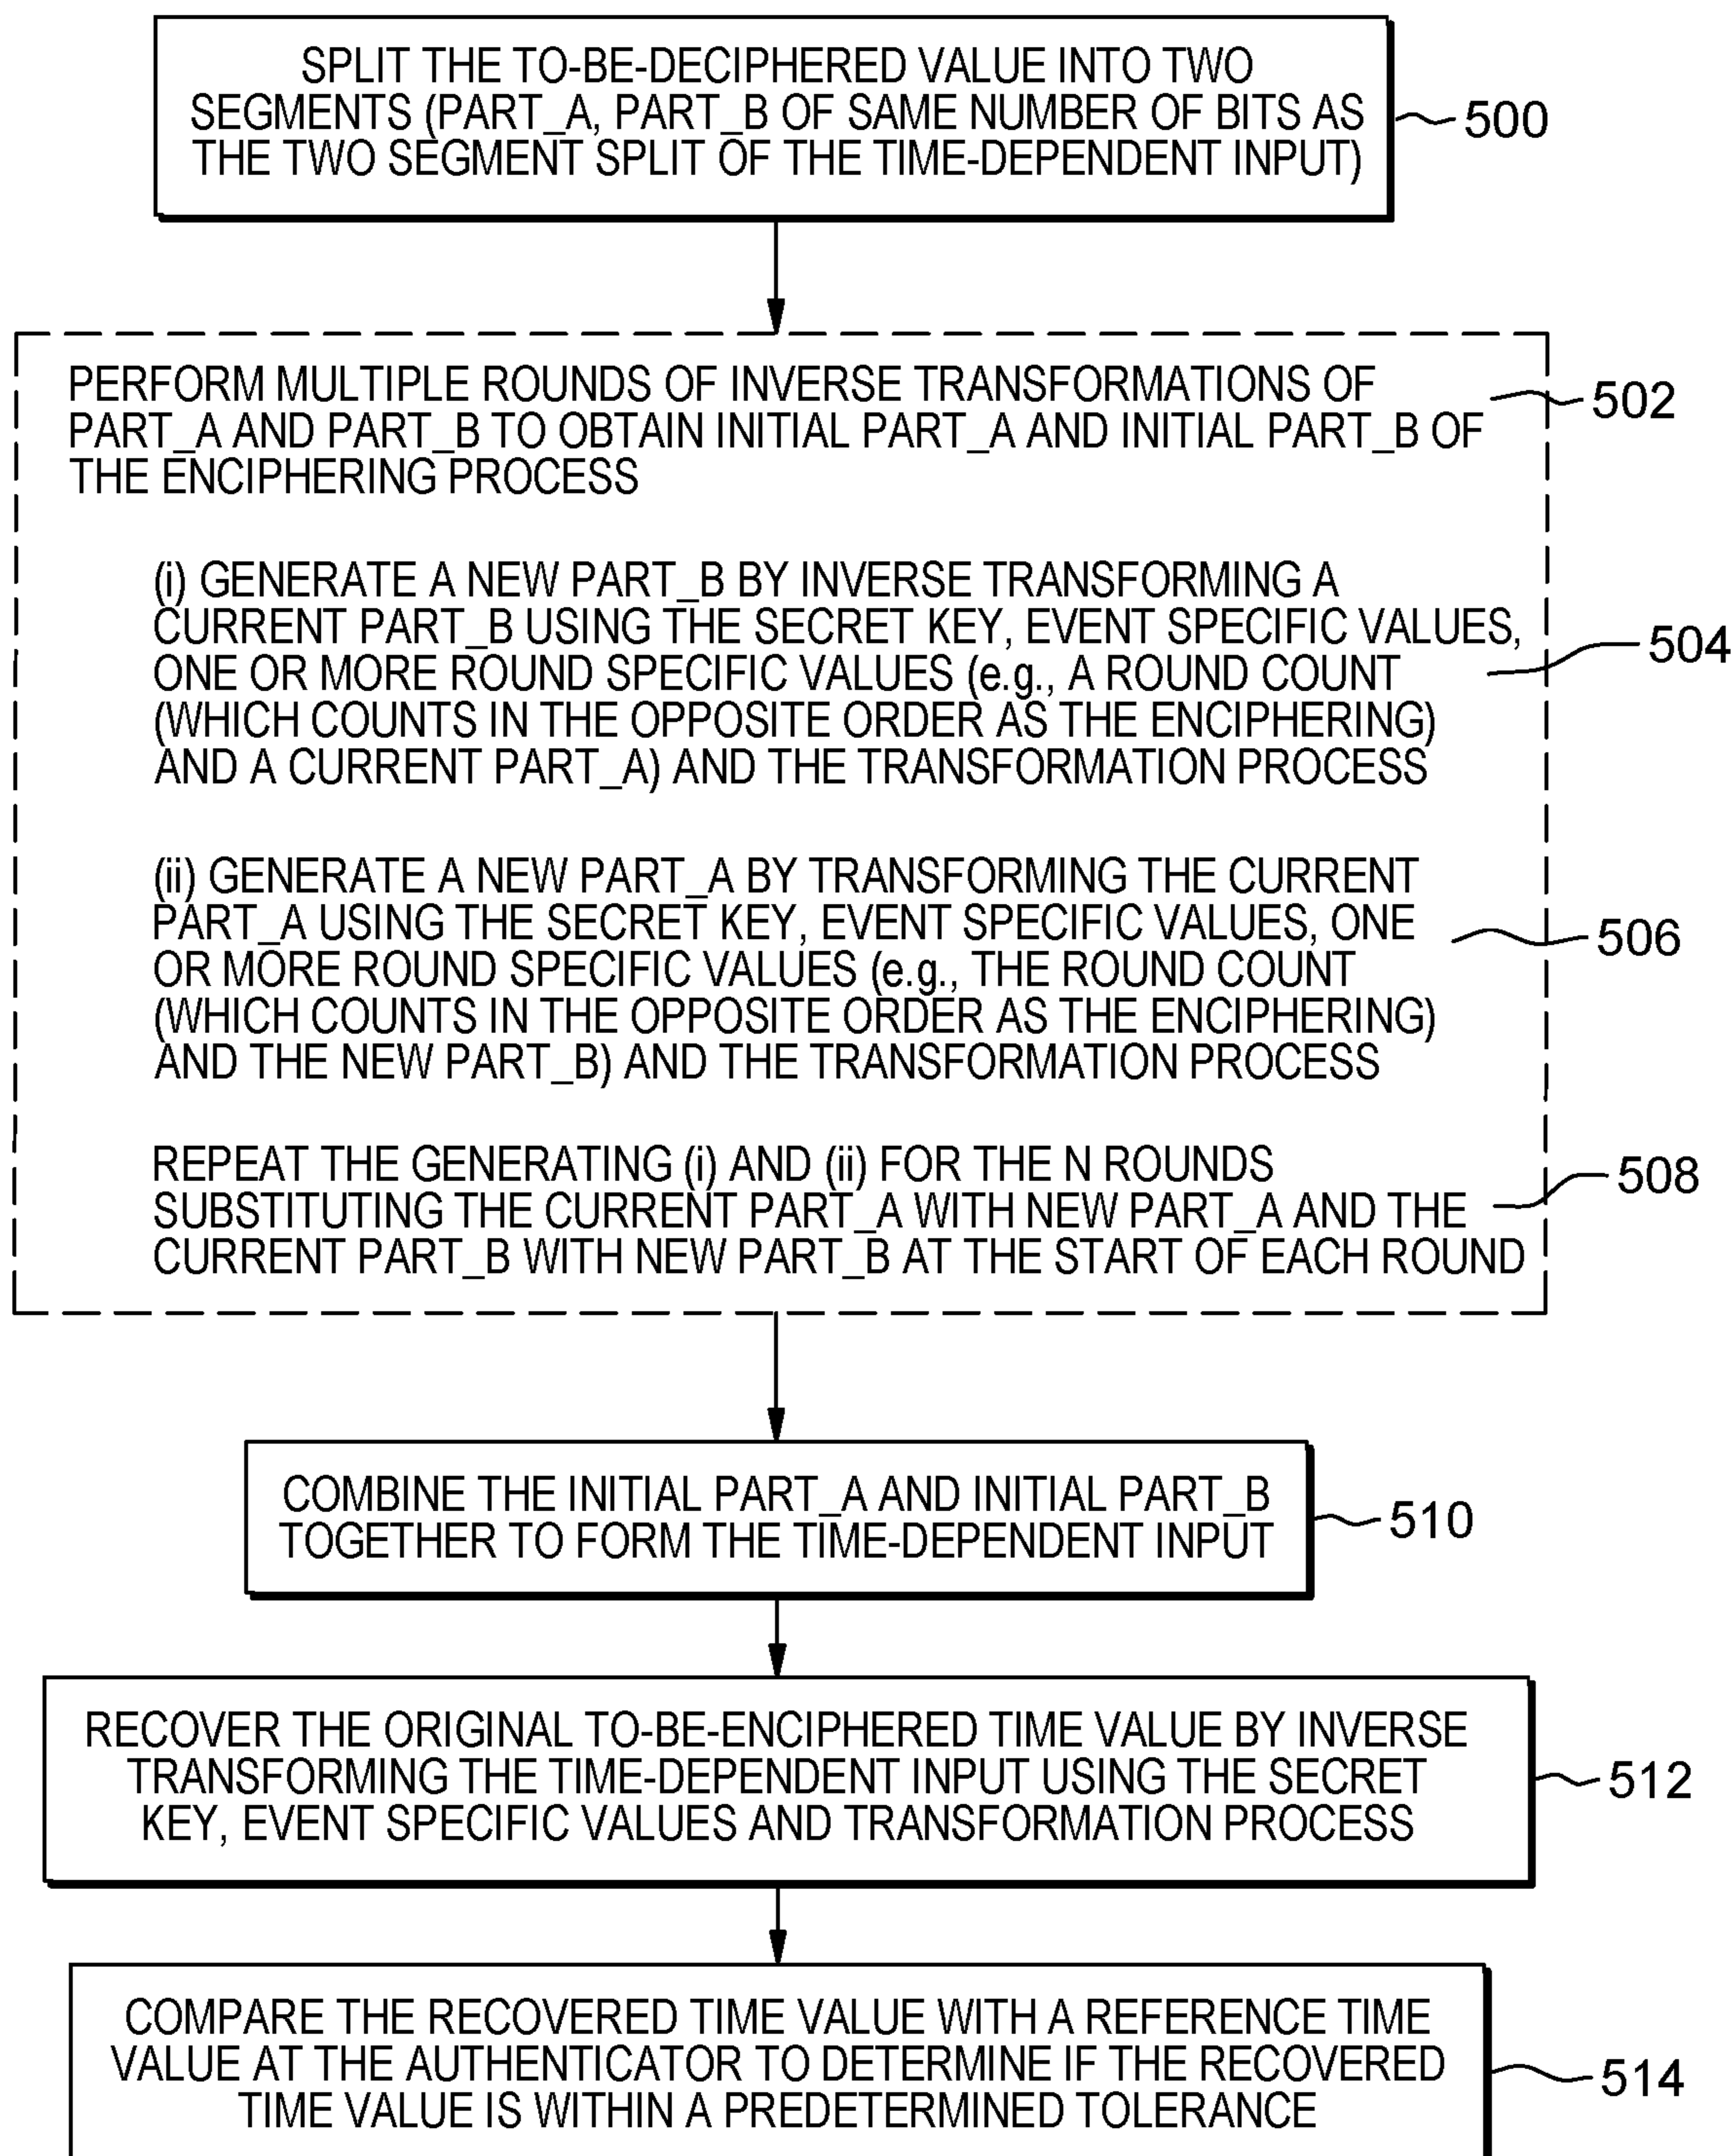 SPLIT THE TO-BE-DECIPHERED VALUE INTO TWO
SEGMENTS (PART_A, PART_B OF SAME NUMBER OF BITS AS
THE TWO SEGMENT SPLIT OF THE TIME-DEPENDENT INPUT)
500
PERFORM MULTIPLE ROUNDS OF INVERSE TRANSFORMATIONS OF
PART_A AND PART_B TO OBTAIN INITIAL PART_A AND INITIAL PART_B OF
THE ENCIPHERING PROCESS
502
(i) GENERATE A NEW PART_B BY INVERSE TRANSFORMING A
CURRENT PART_B USING THE SECRET KEY, EVENT SPECIFIC VALUES,
ONE OR MORE ROUND SPECIFIC VALUES (e.g., A ROUND COUNT
(WHICH COUNTS IN THE OPPOSITE ORDER AS THE ENCIPHERING)
AND A CURRENT PART_A) AND THE TRANSFORMATION PROCESS
504
(ii) GENERATE A NEW PART_A BY TRANSFORMING THE CURRENT
PART_A USING THE SECRET KEY, EVENT SPECIFIC VALUES, ONE
OR MORE ROUND SPECIFIC VALUES (e.g., THE ROUND COUNT
(WHICH COUNTS IN THE OPPOSITE ORDER AS THE ENCIPHERING)
AND THE NEW PART_B) AND THE TRANSFORMATION PROCESS
506
REPEAT THE GENERATING (i) AND (ii) FOR THE N ROUNDS
SUBSTITUTING THE CURRENT PART_A WITH NEW PART_A AND THE
CURRENT PART_B WITH NEW PART_B AT THE START OF EACH ROUND
508
COMBINE THE INITIAL PART_A AND INITIAL PART_B
TOGETHER TO FORM THE TIME-DEPENDENT INPUT
510
RECOVER THE ORIGINAL TO-BE-ENCIPHERED TIME VALUE BY INVERSE
TRANSFORMING THE TIME-DEPENDENT INPUT USING THE SECRET
KEY, EVENT SPECIFIC VALUES AND TRANSFORMATION PROCESS
512
COMPARE THE RECOVERED TIME VALUE WITH A REFERENCE TIME
VALUE AT THE AUTHENTICATOR TO DETERMINE IF THE RECOVERED
TIME VALUE IS WITHIN A PREDETERMINED TOLERANCE
514